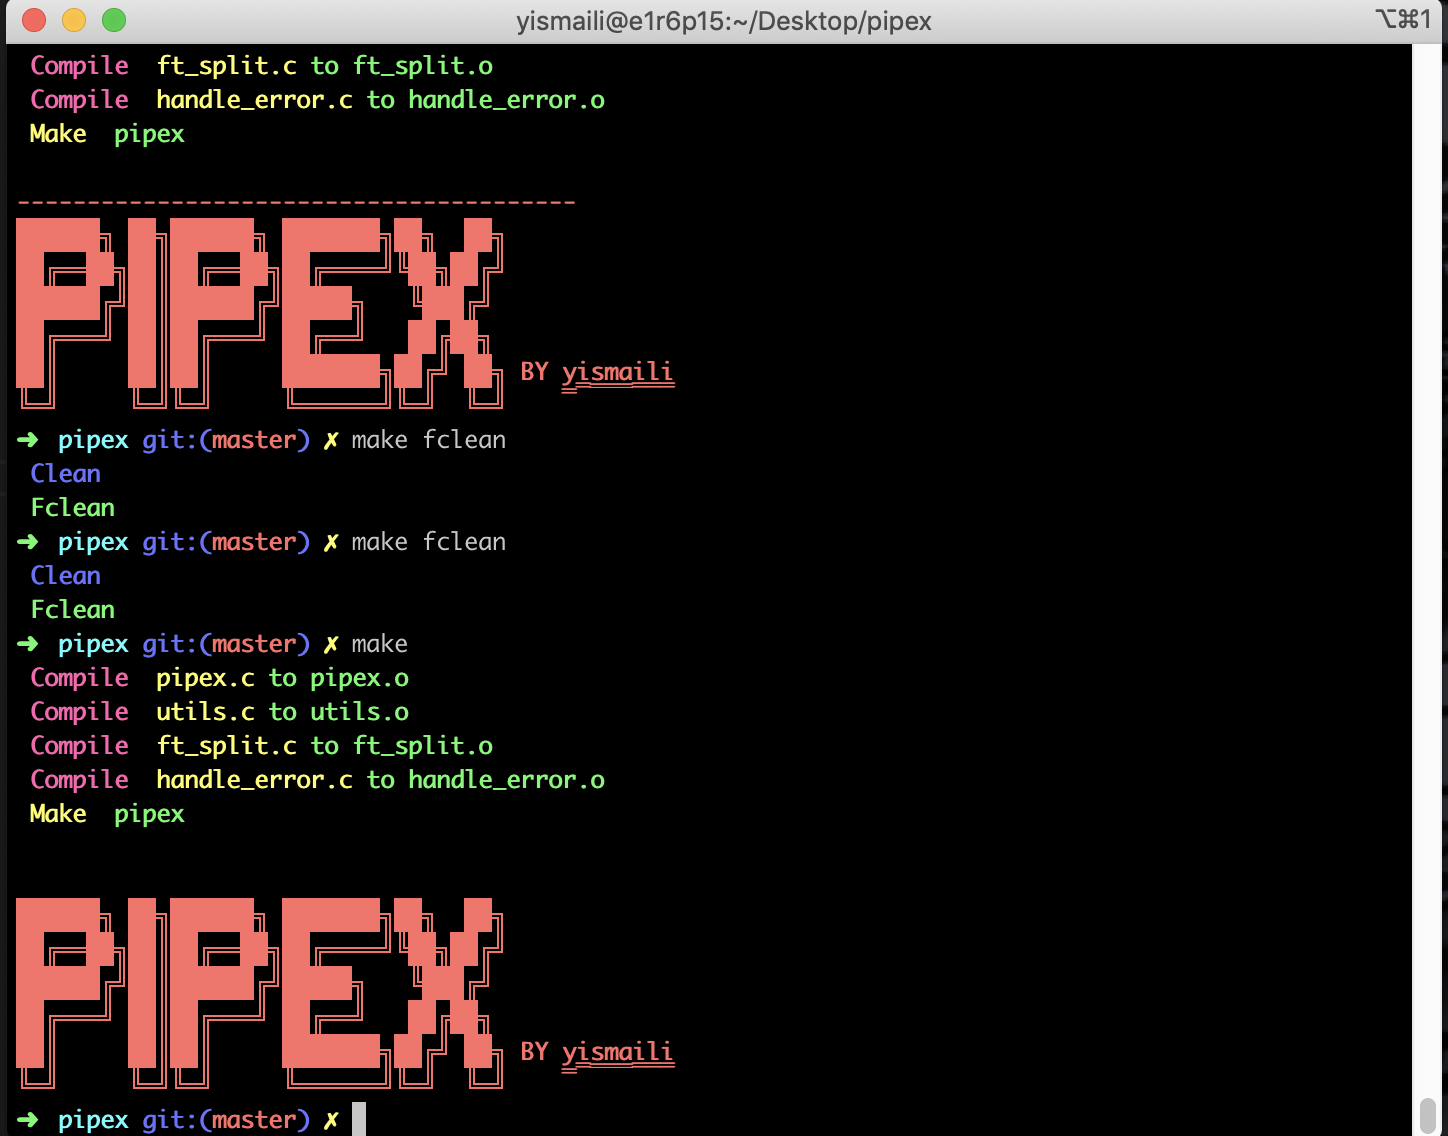 yismaili@e1r6p15:~/Desktop/pipex ⌥⌘1
Compile ft_split.c to ft_split.o
Compile handle_error.c to handle_error.o
Make pipex
----------------------------------------
PIPEX BY yismaili
➜ pipex git:(master) ✗ make fclean
Clean
Fclean
➜ pipex git:(master) ✗ make fclean
Clean
Fclean
➜ pipex git:(master) ✗ make
Compile pipex.c to pipex.o
Compile utils.c to utils.o
Compile ft_split.c to ft_split.o
Compile handle_error.c to handle_error.o
Make pipex
PIPEX BY yismaili
➜ pipex git:(master) ✗